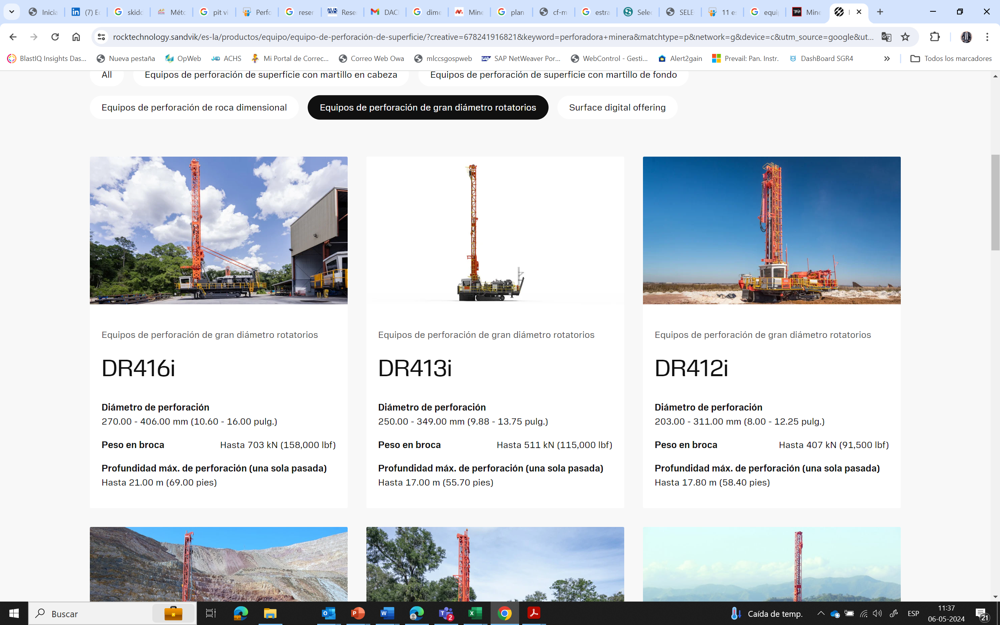 Inicia
(7) Ec
skidd
Méto
pit vi
Perfo
reser
Rese
DACH
dime
Mine
plan
cf-m
estra
Selec
SELE
11 es
equip
Mine
rocktechnology.sandvik/es-la/productos/equipo/equipo-de-perforación-de-superficie/?creative=678241916821&keyword=perforadora+minera&matchtype=p&network=g&device=c&utm_source=google&ut...
BlastIQ Insights Das...
Nueva pestaña
OpWeb
ACHS
Mi Portal de Correc...
Correo Web Owa
mlccsgospweb
SAP NetWeaver Por...
WebControl - Gesti...
Alert2gain
Prevail: Pan. Instr.
DashBoard SGR4
Todos los marcadores
All
Equipos de perforación de superficie con martillo en cabeza
Equipos de perforación de superficie con martillo de fondo
Equipos de perforación de roca dimensional
Equipos de perforación de gran diámetro rotatorios
Surface digital offering
Equipos de perforación de gran diámetro rotatorios
DR416i
Diámetro de perforación
270.00 - 406.00 mm (10.60 - 16.00 pulg.)
Peso en broca Hasta 703 kN (158,000 lbf)
Profundidad máx. de perforación (una sola pasada)
Hasta 21.00 m (69.00 pies)
Equipos de perforación de gran diámetro rotatorios
DR413i
Diámetro de perforación
250.00 - 349.00 mm (9.88 - 13.75 pulg.)
Peso en broca Hasta 511 kN (115,000 lbf)
Profundidad máx. de perforación (una sola pasada)
Hasta 17.00 m (55.70 pies)
Equipos de perforación de gran diámetro rotatorios
DR412i
Diámetro de perforación
203.00 - 311.00 mm (8.00 - 12.25 pulg.)
Peso en broca Hasta 407 kN (91,500 lbf)
Profundidad máx. de perforación (una sola pasada)
Hasta 17.80 m (58.40 pies)
Buscar
2
Caída de temp.
ESP
11:37
06-05-2024
21